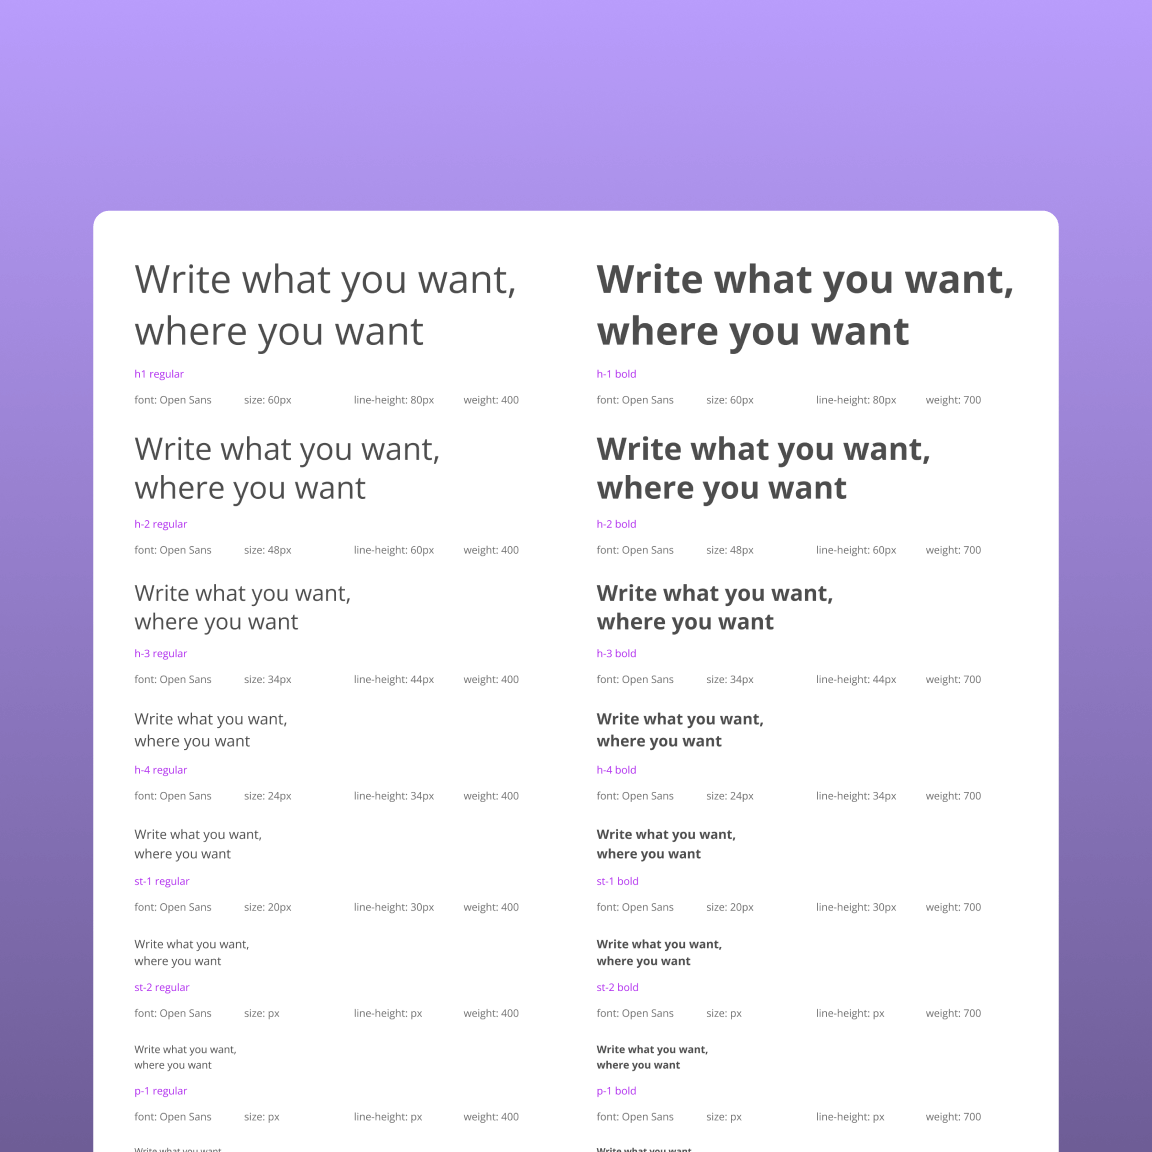 Write what you want,
where you want
h1 regular
font: Open Sans size: 60px line-height: 80px weight: 400
Write what you want,
where you want
h-1 bold
font: Open Sans size: 60px line-height: 80px weight: 700
Write what you want,
where you want
h-2 regular
font: Open Sans size: 48px line-height: 60px weight: 400
Write what you want,
where you want
h-2 bold
font: Open Sans size: 48px line-height: 60px weight: 700
Write what you want,
where you want
h-3 regular
font: Open Sans size: 34px line-height: 44px weight: 400
Write what you want,
where you want
h-3 bold
font: Open Sans size: 34px line-height: 44px weight: 700
Write what you want,
where you want
h-4 regular
font: Open Sans size: 24px line-height: 34px weight: 400
Write what you want,
where you want
h-4 bold
font: Open Sans size: 24px line-height: 34px weight: 700
Write what you want,
where you want
st-1 regular
font: Open Sans size: 20px line-height: 30px weight: 400
Write what you want,
where you want
st-1 bold
font: Open Sans size: 20px line-height: 30px weight: 700
Write what you want,
where you want
st-2 regular
font: Open Sans size: px line-height: px weight: 400
Write what you want,
where you want
st-2 bold
font: Open Sans size: px line-height: px weight: 700
Write what you want,
where you want
p-1 regular
font: Open Sans size: px line-height: px weight: 400
Write what you want,
where you want
p-1 bold
font: Open Sans size: px line-height: px weight: 700
Write what you want
Write what you want